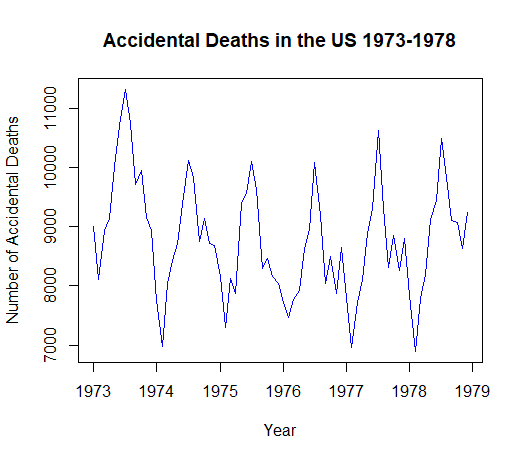 Accidental Deaths in the US 1973-1978
Number of Accidental Deaths
11000
10000
9000
8000
7000
1973 1974 1975 1976 1977 1978 1979
Year